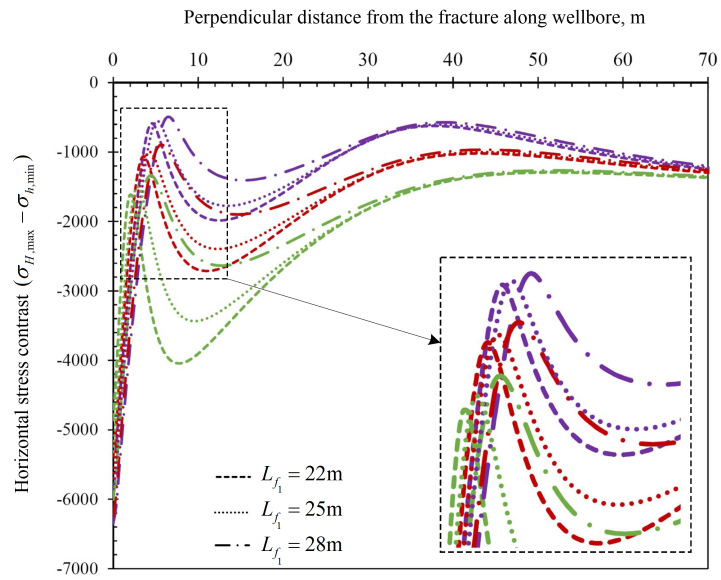 Perpendicular distance from the fracture along wellbore, m
0 10 20 30 40 50 60 70
0
-1000
-2000
-3000
-4000
-5000
-6000
-7000
Horizontal stress contrast (σH,max − σh,min)
Lf1 = 22m
Lf1 = 25m
Lf1 = 28m